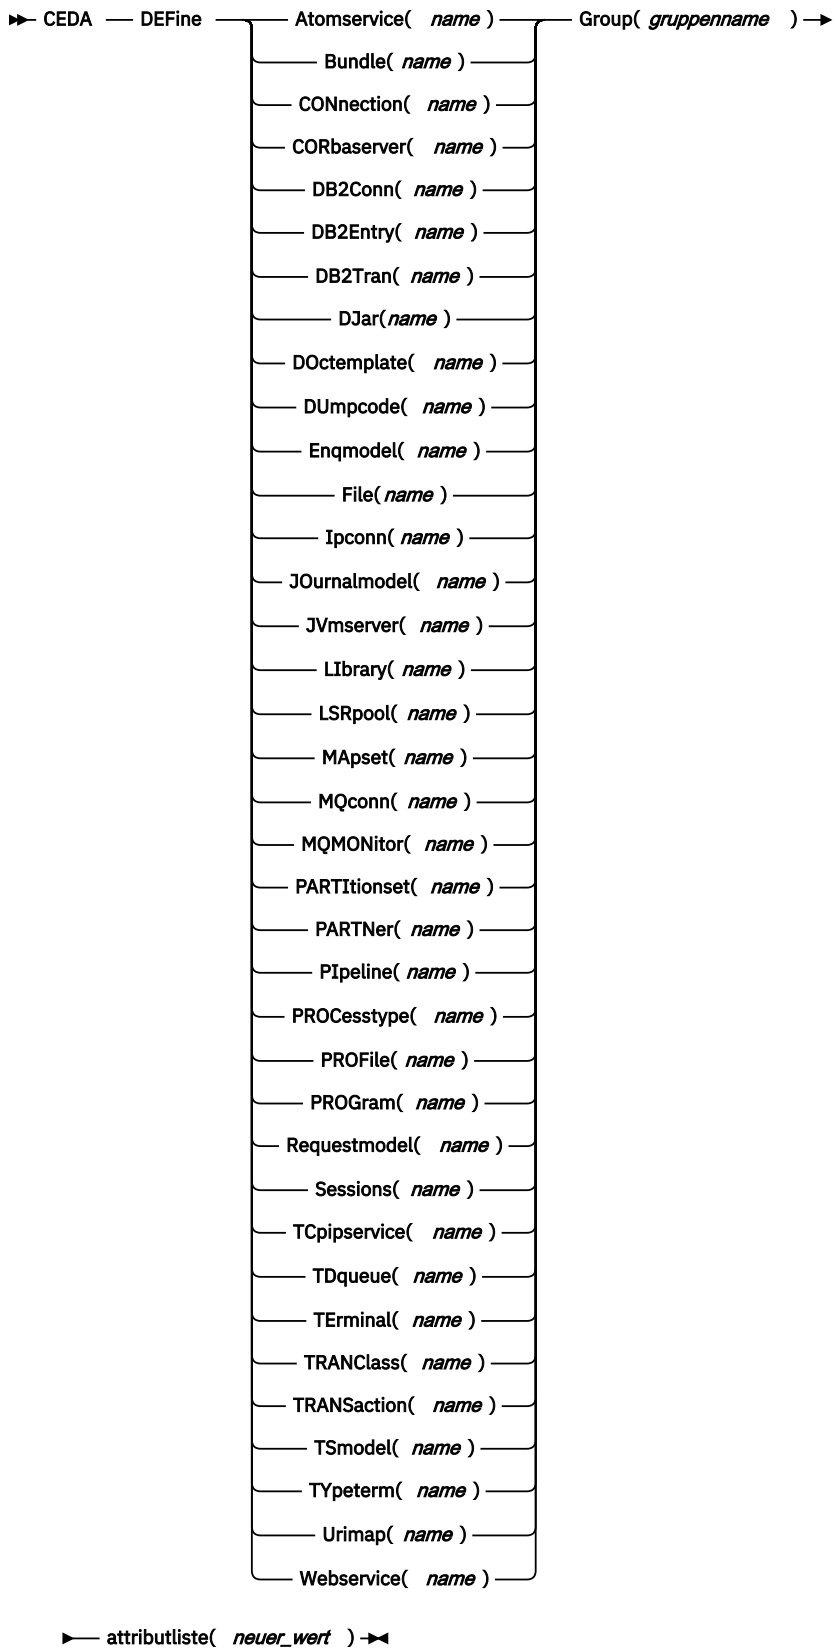 CEDA DEFine Atomservice( name ) Group( gruppenname )
Bundle( name )
CONnection( name )
CORbaserver( name )
DB2Conn( name )
DB2Entry( name )
DB2Tran( name )
DJar(name )
DOctemplate( name )
DUmpcode( name )
Enqmodel( name )
File(name )
Ipconn( name )
JOurnalmodel( name )
JVmserver( name )
LIbrary( name )
LSRpool( name )
MApset( name )
MQconn( name )
MQMONitor( name )
PARTItionset( name )
PARTNer( name )
PIpeline( name )
PROCesstype( name )
PROFile( name )
PROGram( name )
Requestmodel( name )
Sessions( name )
TCpipservice( name )
TDqueue( name )
TErminal( name )
TRANClass( name )
TRANSaction( name )
TSmodel( name )
TYpeterm( name )
Urimap( name )
Webservice( name )
attributliste( neuer_wert )